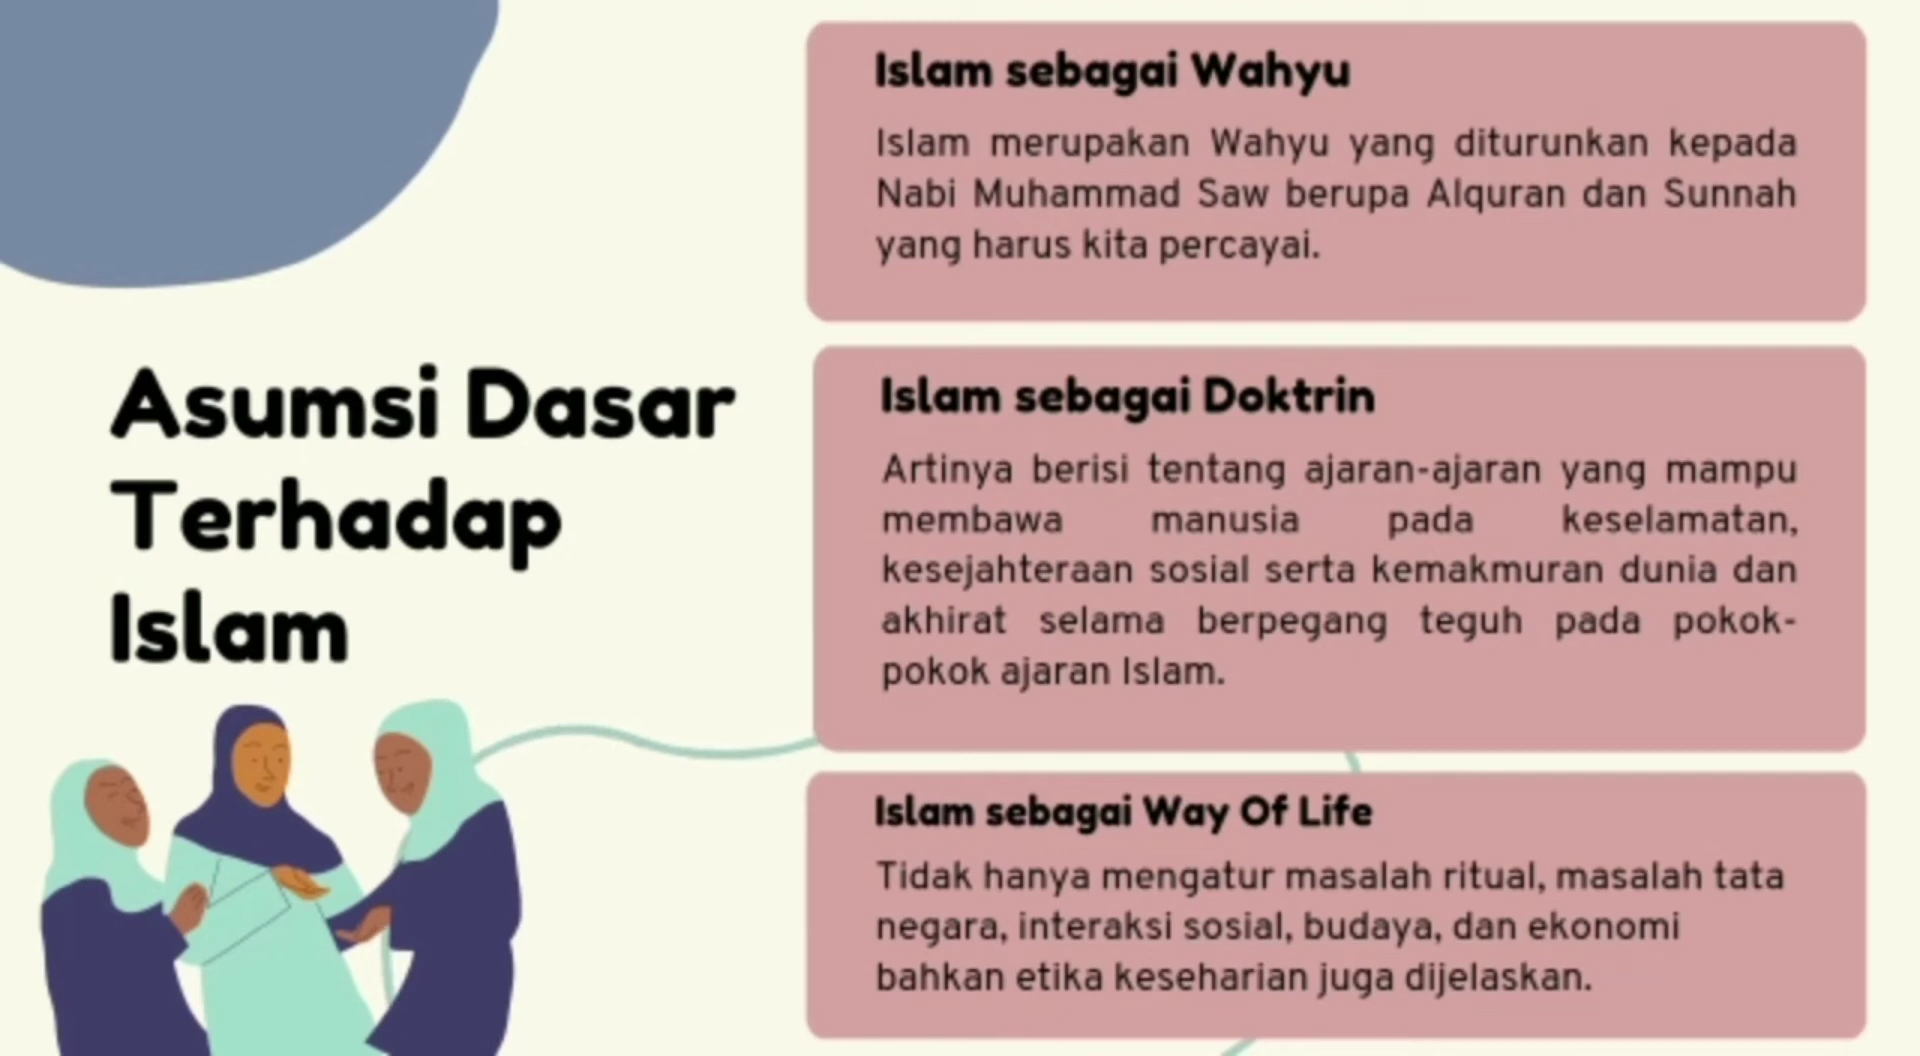 Asumsi Dasar
Terhadap
Islam
Islam sebagai Wahyu
Islam merupakan Wahyu yang diturunkan kepada
Nabi Muhammad Saw berupa Alquran dan Sunnah
yang harus kita percayai.
Islam sebagai Doktrin
Artinya berisi tentang ajaran-ajaran yang mampu
membawa manusia pada keselamatan,
kesejahteraan sosial serta kemakmuran dunia dan
akhirat selama berpegang teguh pada pokok-
pokok ajaran Islam.
Islam sebagai Way Of Life
Tidak hanya mengatur masalah ritual, masalah tata
negara, interaksi sosial, budaya, dan ekonomi
bahkan etika keseharian juga dijelaskan.